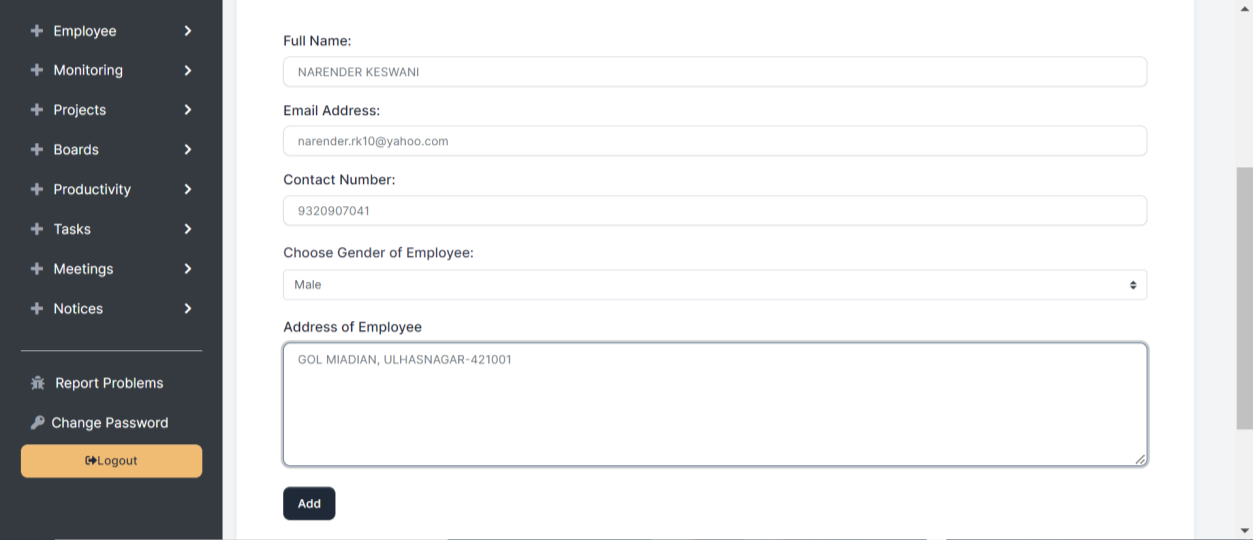 Employee
Monitoring
Projects
Boards
Productivity
Tasks
Meetings
Notices
Report Problems
Change Password
Logout
Full Name:
NARENDER KESWANI
Email Address:
narender.rk10@yahoo.com
Contact Number:
9320907041
Choose Gender of Employee:
Male
Address of Employee
GOL MIADIAN, ULHASNAGAR-421001
Add